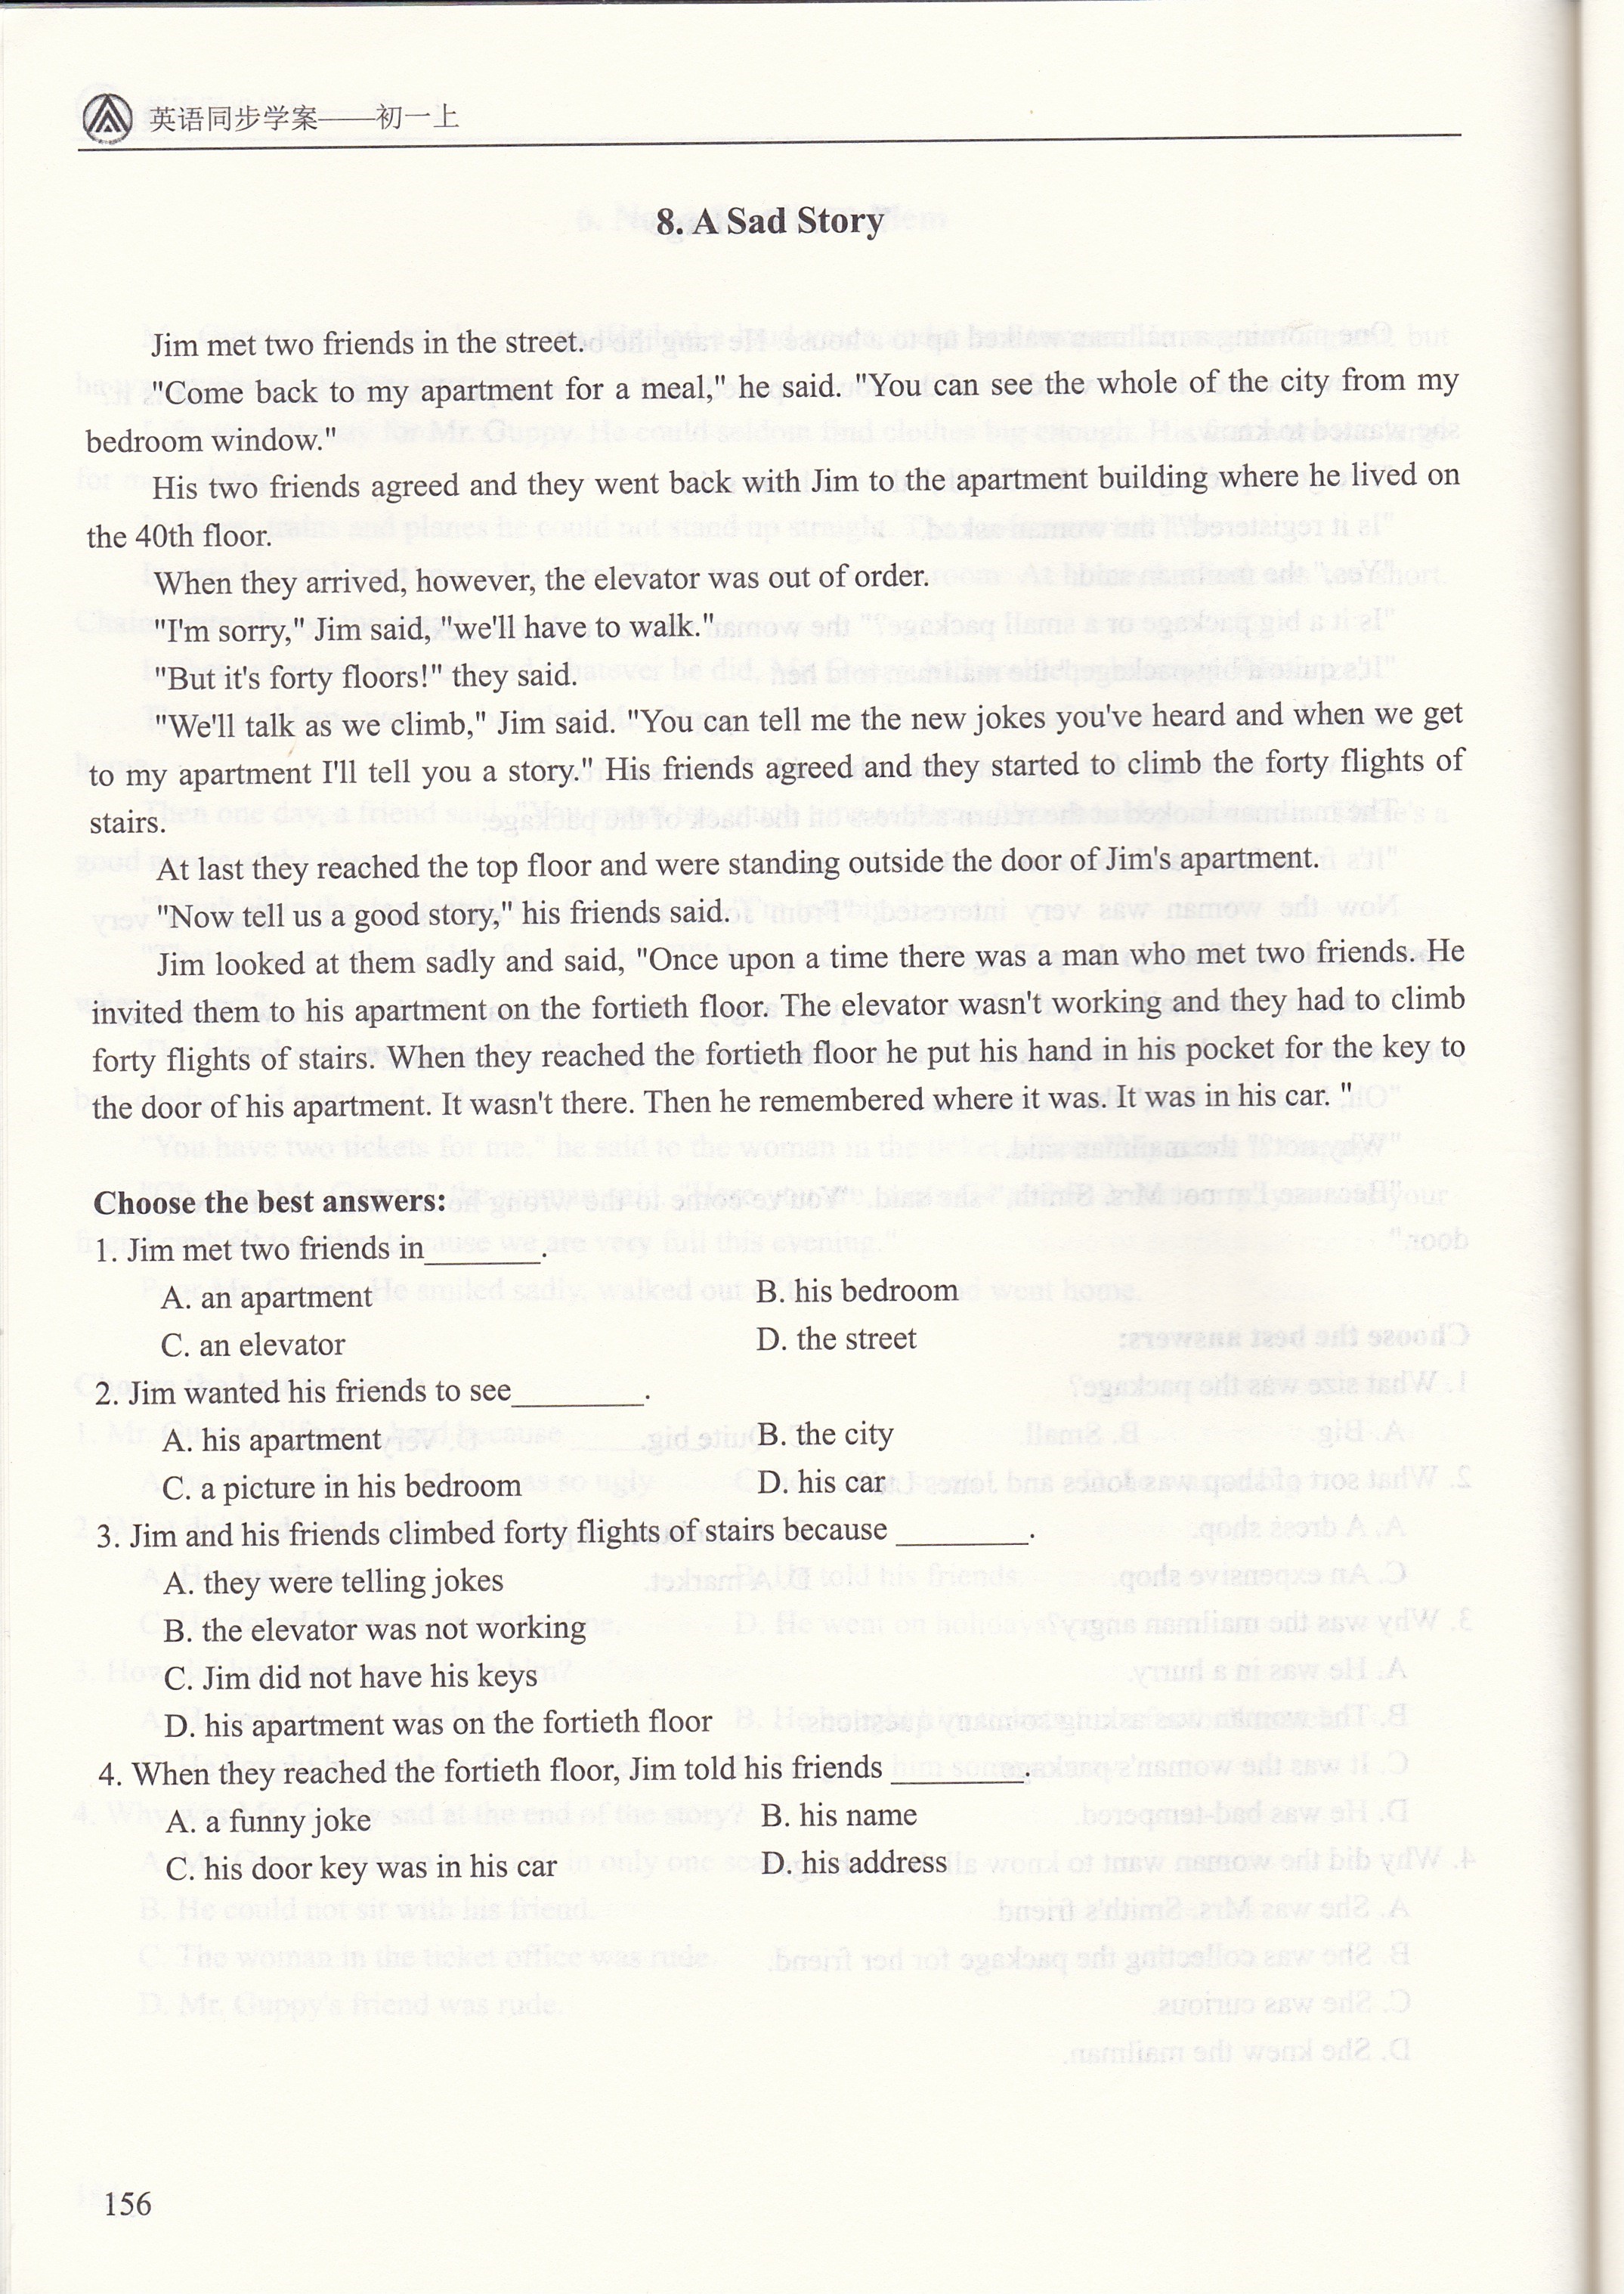 英语同步学案——初一上
8. A Sad Story
Jim met two friends in the street.
"Come back to my apartment for a meal," he said. "You can see the whole of the city from my
bedroom window."
His two friends agreed and they went back with Jim to the apartment building where he lived on
the 40th floor.
When they arrived, however, the elevator was out of order.
"I'm sorry," Jim said, "we'll have to walk."
"But it's forty floors!" they said.
"We'll talk as we climb," Jim said. "You can tell me the new jokes you've heard and when we get
to my apartment I'll tell you a story." His friends agreed and they started to climb the forty flights of
stairs.
At last they reached the top floor and were standing outside the door of Jim's apartment.
"Now tell us a good story," his friends said.
Jim looked at them sadly and said, "Once upon a time there was a man who met two friends. He
invited them to his apartment on the fortieth floor. The elevator wasn't working and they had to climb
forty flights of stairs. When they reached the fortieth floor he put his hand in his pocket for the key to
the door of his apartment. It wasn't there. Then he remembered where it was. It was in his car. "
Choose the best answers:
1. Jim met two friends in_______.
A. an apartment B. his bedroom
C. an elevator D. the street
2. Jim wanted his friends to see________.
A. his apartment B. the city
C. a picture in his bedroom D. his car
3. Jim and his friends climbed forty flights of stairs because ________.
A. they were telling jokes
B. the elevator was not working
C. Jim did not have his keys
D. his apartment was on the fortieth floor
4. When they reached the fortieth floor, Jim told his friends ________.
A. a funny joke B. his name
C. his door key was in his car D. his address
156